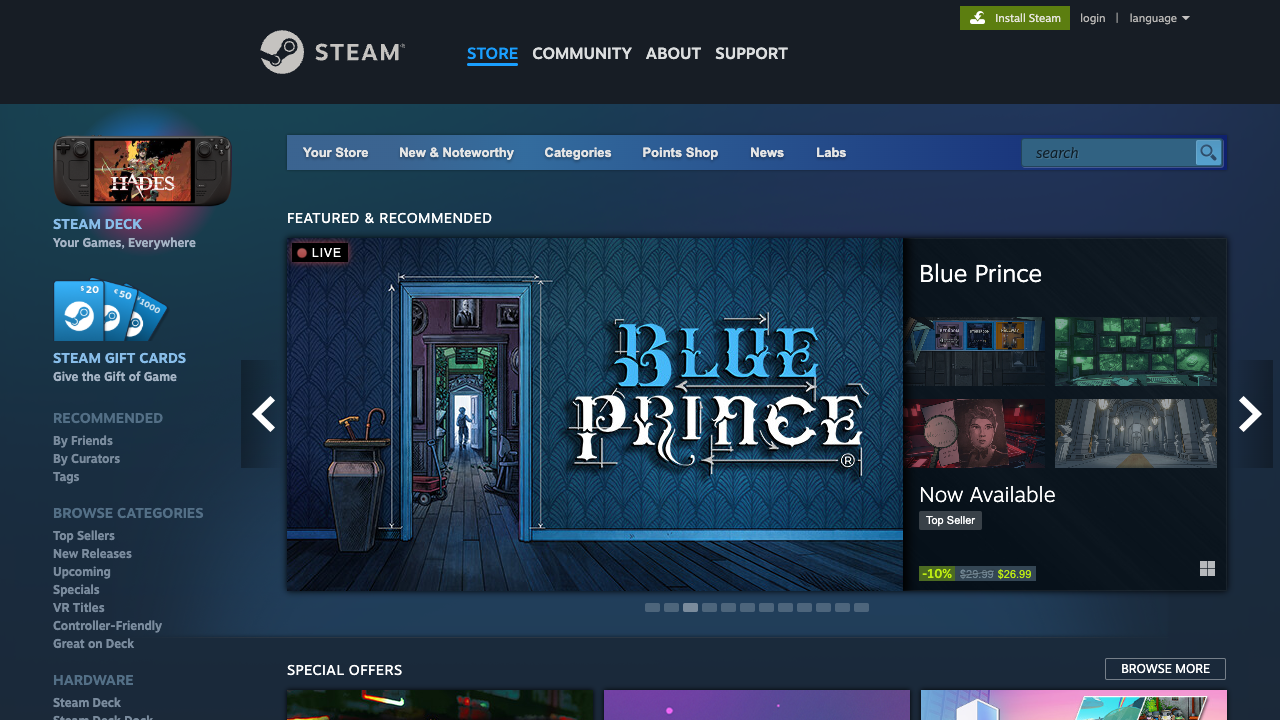 Install Steam
login | language
STEAM®
STORE COMMUNITY ABOUT SUPPORT
HADES
STEAM DECK
Your Games, Everywhere
$20 €50 1000
STEAM GIFT CARDS
Give the Gift of Game
RECOMMENDED
By Friends
By Curators
Tags
BROWSE CATEGORIES
Top Sellers
New Releases
Upcoming
Specials
VR Titles
Controller-Friendly
Great on Deck
HARDWARE
Steam Deck
Steam Deck Dock
Your Store New & Noteworthy Categories Points Shop News Labs search
FEATURED & RECOMMENDED
LIVE
BLUE
PRINCE®
Blue Prince
Now Available
Top Seller
-10% $29.99 $26.99
SPECIAL OFFERS
BROWSE MORE